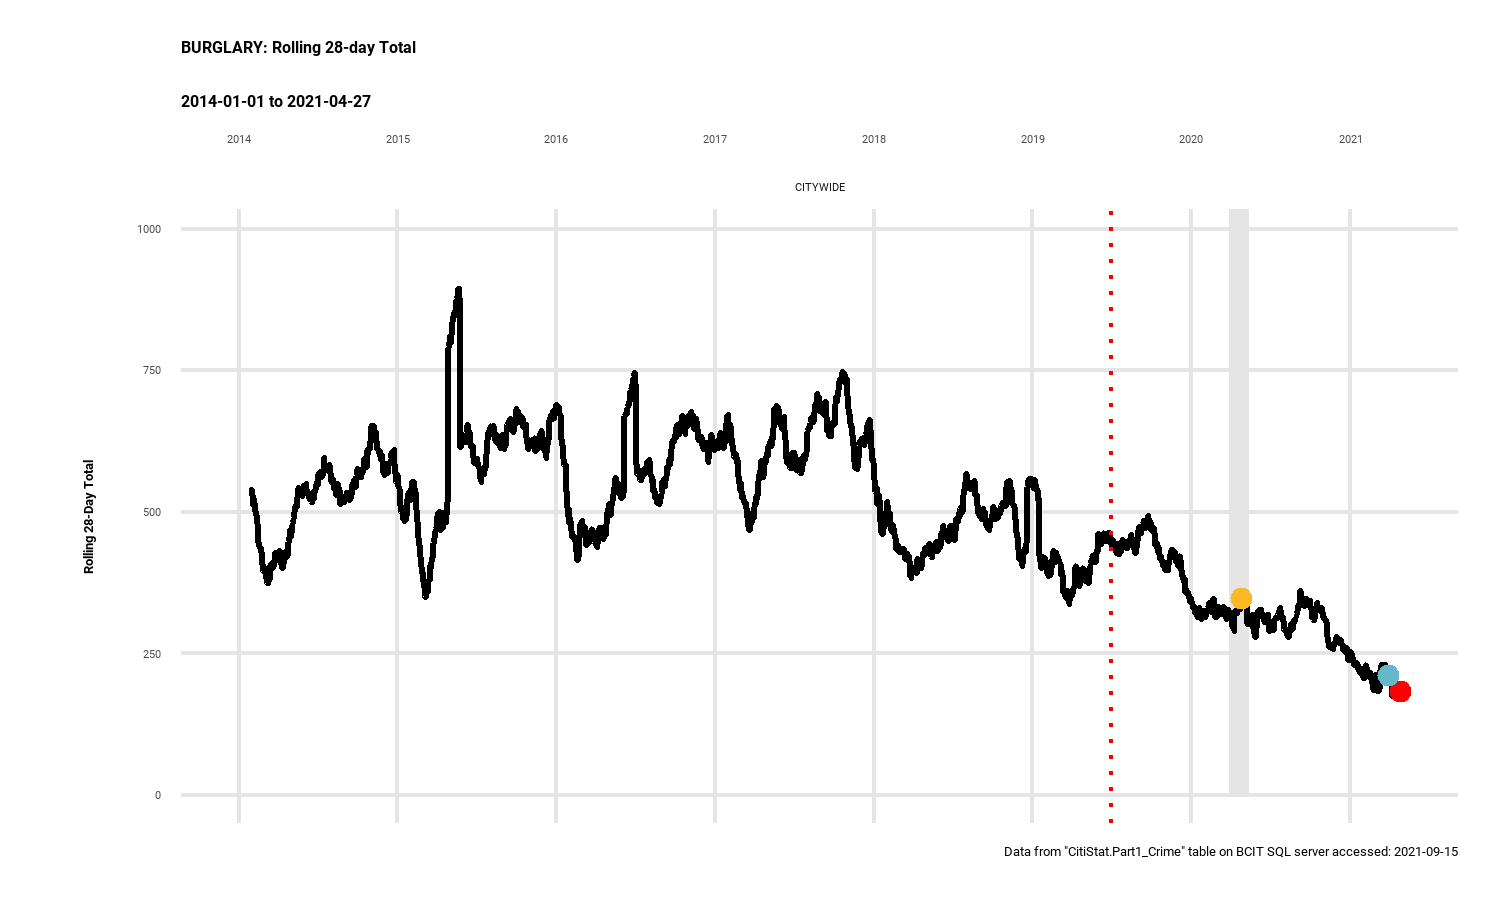 BURGLARY: Rolling 28-day Total
2014-01-01 to 2021-04-27
2014 2015 2016 2017 2018 2019 2020 2021
CITYWIDE
1000
750
500
250
0
Rolling 28-Day Total
Data from "CitiStat.Part1_Crime" table on BCIT SQL server accessed: 2021-09-15